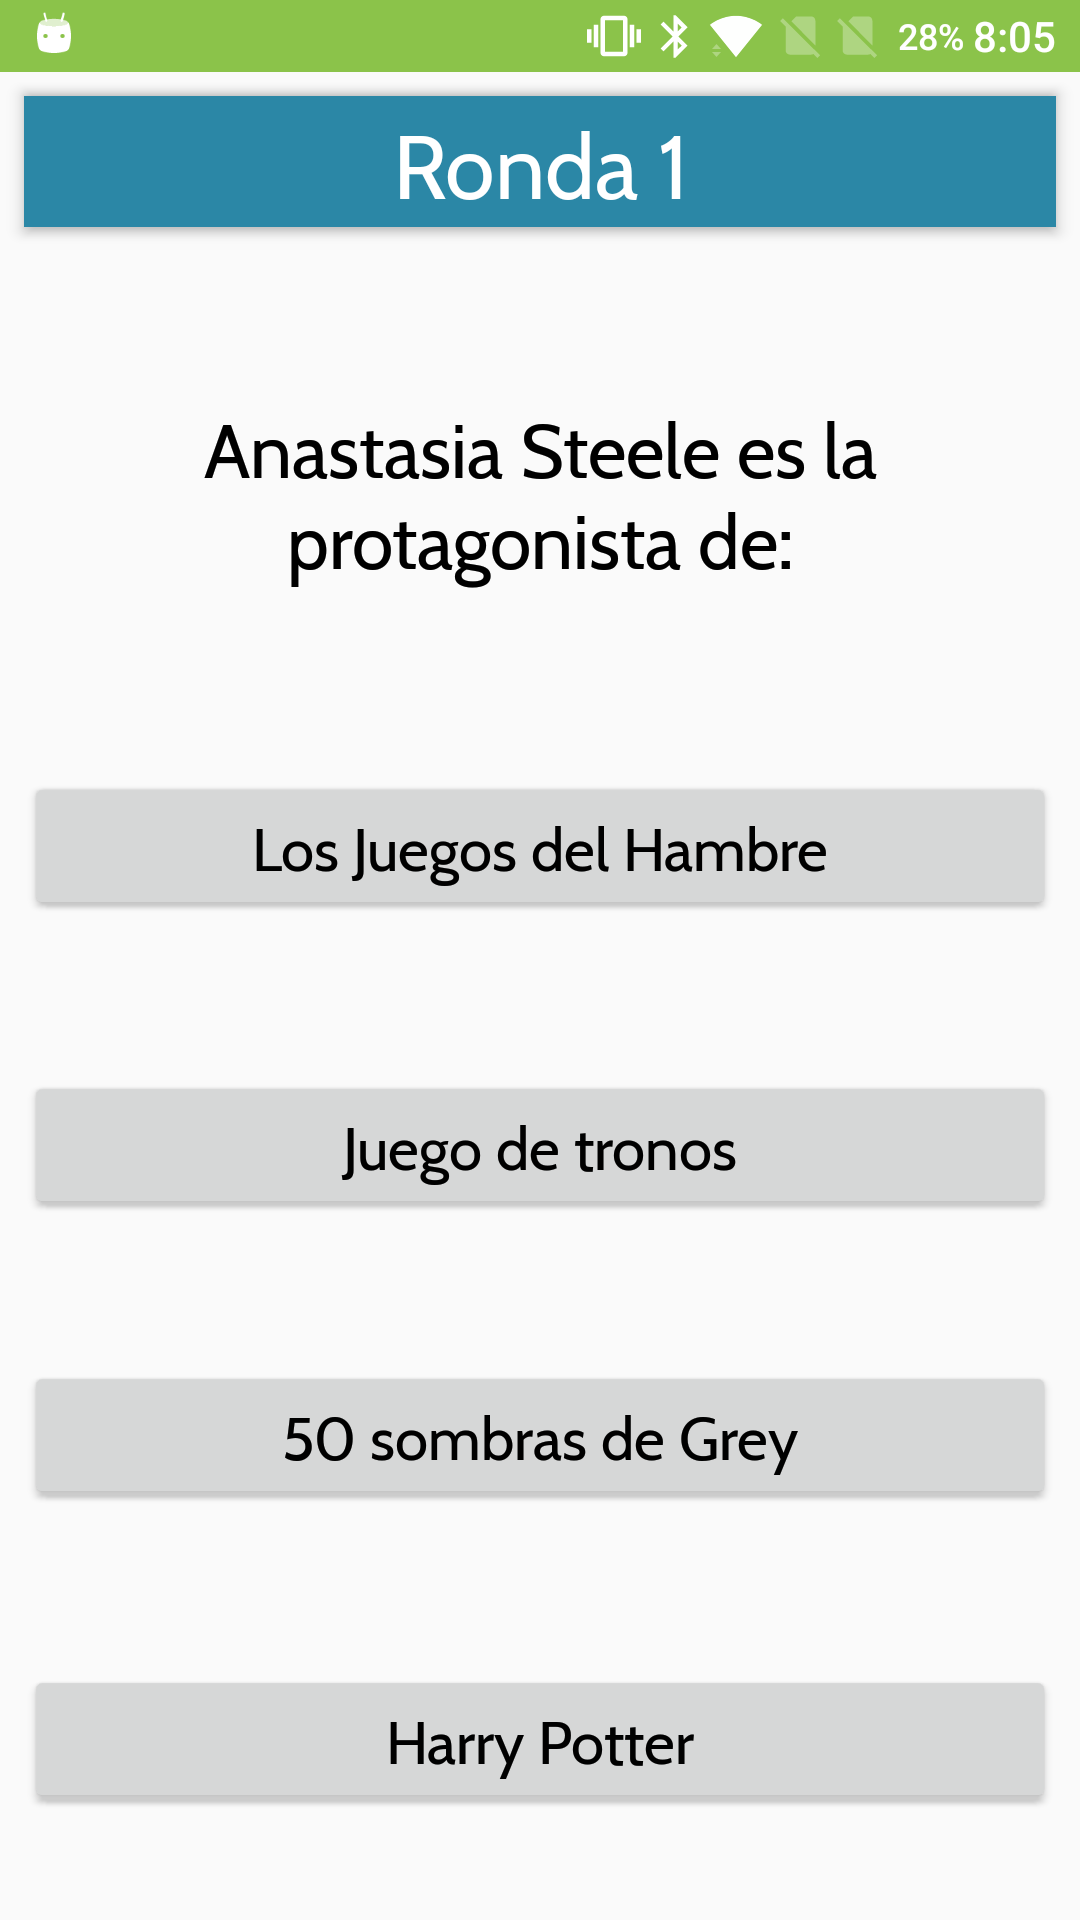 28% 8:05
Ronda 1
Anastasia Steele es la
protagonista de:
Los Juegos del Hambre
Juego de tronos
50 sombras de Grey
Harry Potter